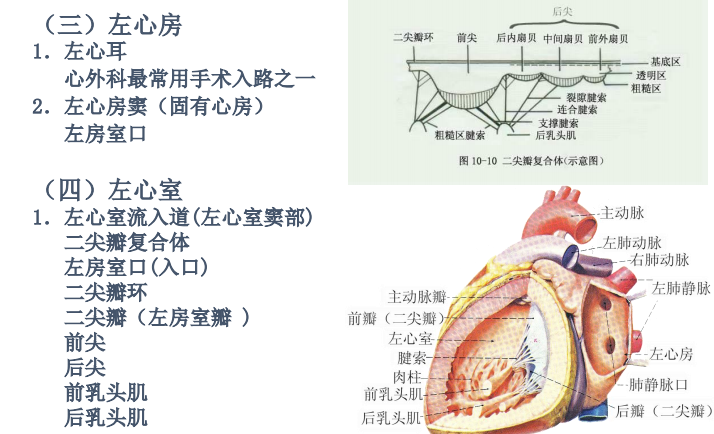 （三）左心房
1. 左心耳
心外科最常用手术入路之一
2. 左心房窦（固有心房）
左房室口
（四）左心室
1. 左心室流入道(左心室窦部)
二尖瓣复合体
左房室口(入口)
二尖瓣环
二尖瓣（左房室瓣 ）
前尖
后尖
前乳头肌
后乳头肌
后尖
二尖瓣环 前尖 后内扇贝 中间扇贝 前外扇贝
基底区
透明区
粗糙区
裂隙腱索
连合腱索
支撑腱索
粗糙区腱索 后乳头肌
图 10-10 二尖瓣复合体(示意图)
主动脉
左肺动脉
右肺动脉
左肺静脉
主动脉瓣
前瓣（二尖瓣）
左心室
腱索
肉柱
前乳头肌
后乳头肌
左心房
肺静脉口
后瓣（二尖瓣）